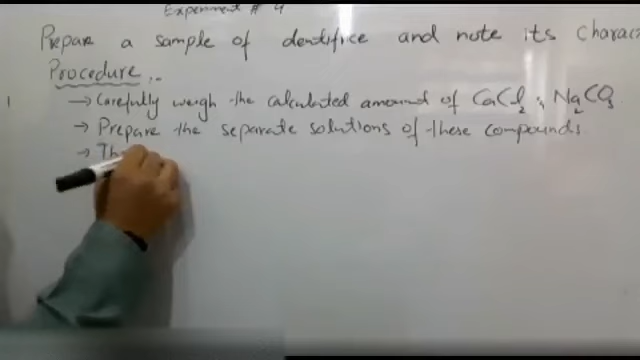 Experiment # 4
Prepare a sample of dentifrice and note its charac
Procedure :-
→ Carefully weigh the calculated amount of CaCl₂, Na₂CO₃
→ Prepare the separate solutions of these compounds.
→ Th